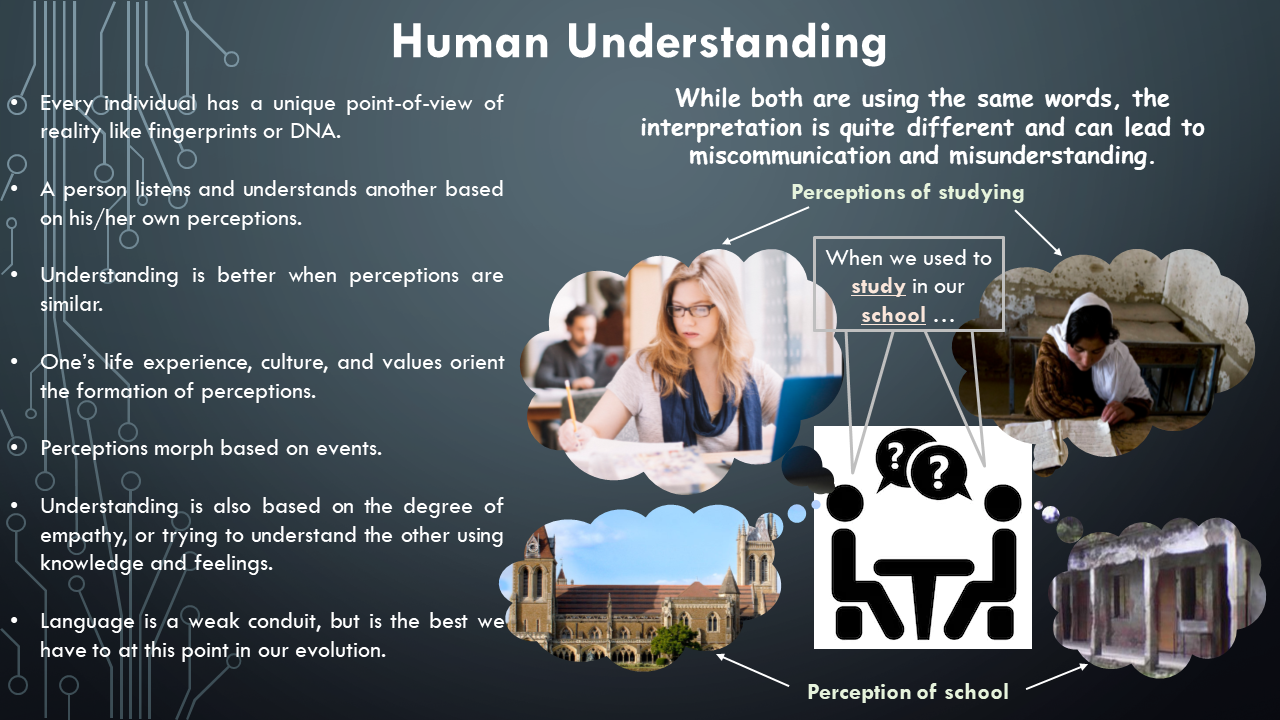 Human Understanding
• Every individual has a unique point-of-view of
reality like fingerprints or DNA.
• A person listens and understands another based
on his/her own perceptions.
• Understanding is better when perceptions are
similar.
• One's life experience, culture, and values orient
the formation of perceptions.
• Perceptions morph based on events.
• Understanding is also based on the degree of
empathy, or trying to understand the other using
knowledge and feelings.
• Language is a weak conduit, but is the best we
have to at this point in our evolution.
While both are using the same words, the
interpretation is quite different and can lead to
miscommunication and misunderstanding.
Perceptions of studying
When we used to
study in our
school …
? ?
Perception of school